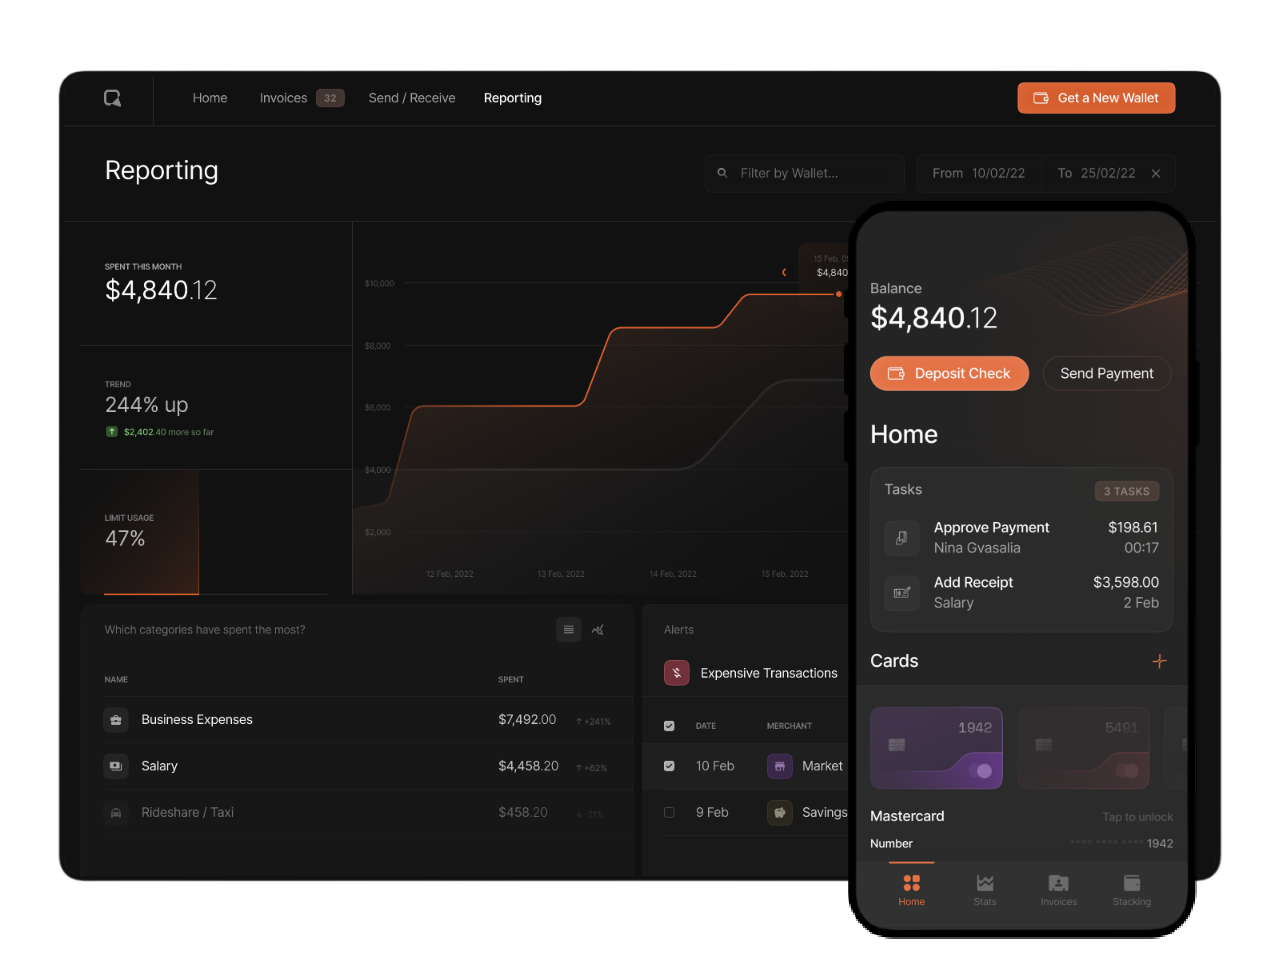 Home Invoices 32 Send / Receive Reporting Get a New Wallet
Reporting
Filter by Wallet...
From 10/02/22 To 25/02/22
SPENT THIS MONTH
$4,840.12
TREND
244% up
$2,402.40 more so far
LIMIT USAGE
47%
15 Feb,
$4,840
$10,000
$8,000
$6,000
$4,000
$2,000
12 Feb, 2022 13 Feb, 2022 14 Feb, 2022 15 Feb, 2022
Which categories have spent the most?
NAME SPENT
Business Expenses $7,492.00 +241%
Salary $4,458.20 +62%
Rideshare / Taxi $458.20 -21%
Alerts
Expensive Transactions
DATE MERCHANT
10 Feb Market
9 Feb Savings
Balance
$4,840.12
Deposit Check Send Payment
Home
Tasks 3 TASKS
Approve Payment $198.61
Nina Gvasalia 00:17
Add Receipt $3,598.00
Salary 2 Feb
Cards
1942 5491
Mastercard Tap to unlock
Number •••• •••• •••• 1942
Home Stats Invoices Stacking